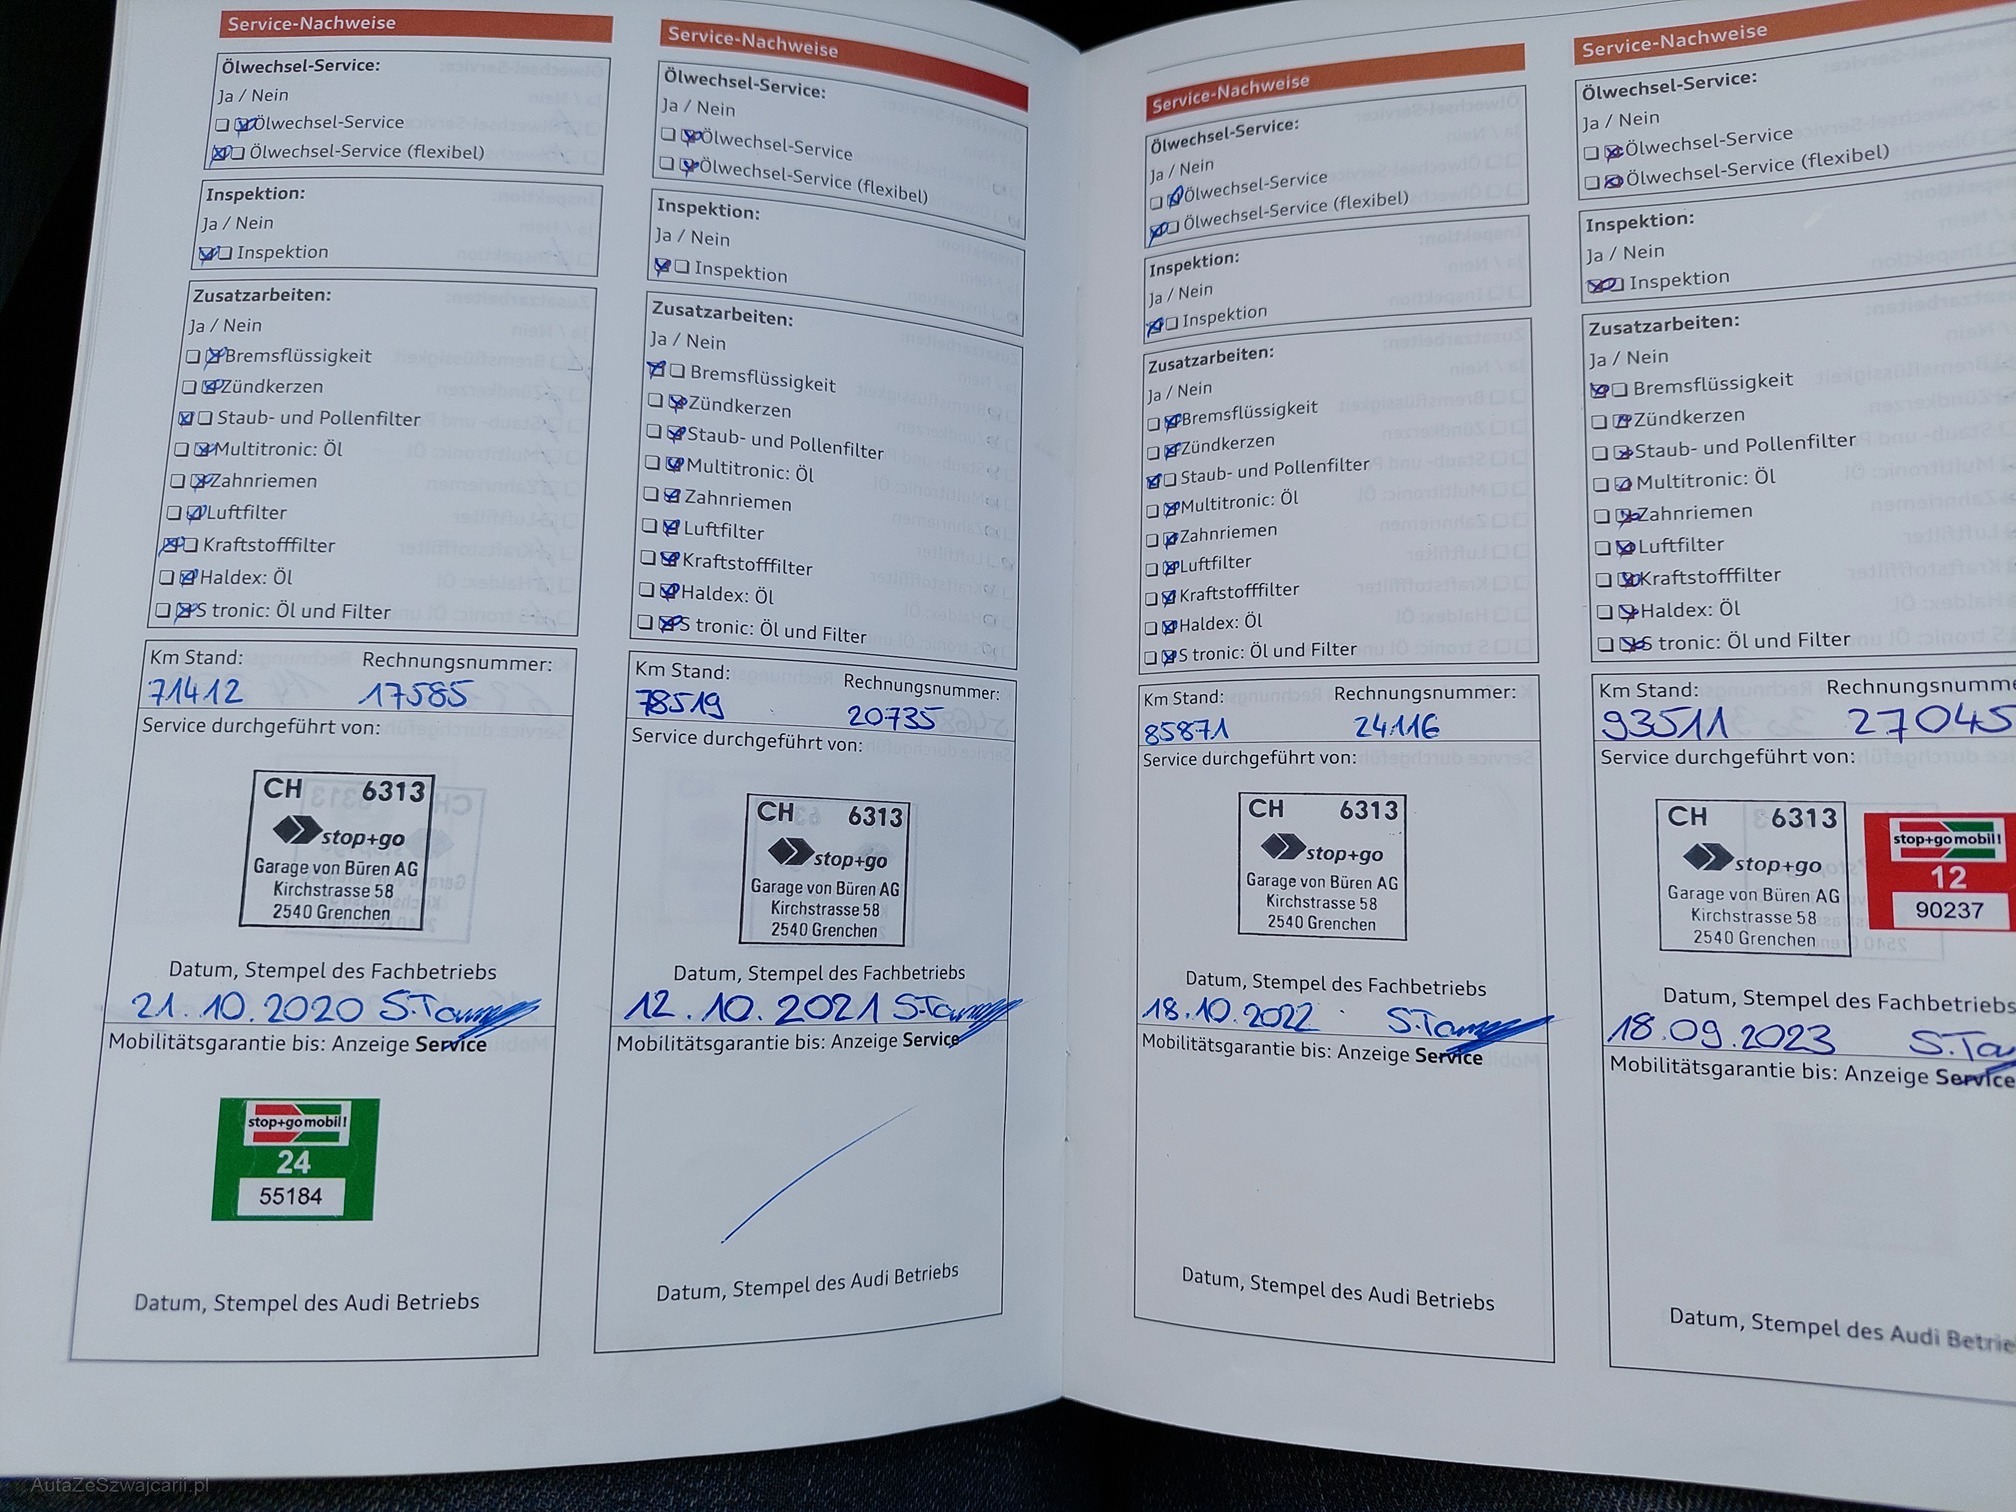 Service-Nachweise
Ölwechsel-Service:
Ja / Nein
Ölwechsel-Service
Ölwechsel-Service (flexibel)
Inspektion:
Ja / Nein
Inspektion
Zusatzarbeiten:
Ja / Nein
Bremsflüssigkeit
Zündkerzen
Staub- und Pollenfilter
Multitronic: Öl
Zahnriemen
Luftfilter
Kraftstofffilter
Haldex: Öl
S tronic: Öl und Filter
Km Stand: Rechnungsnummer:
71412 17585
Service durchgeführt von:
CH 6313
stop+go
Garage von Büren AG
Kirchstrasse 58
2540 Grenchen
Datum, Stempel des Fachbetriebs
21.10.2020
Mobilitätsgarantie bis: Anzeige Service
stop+go mobil!
24
55184
Datum, Stempel des Audi Betriebs
Service-Nachweise
Ölwechsel-Service:
Ja / Nein
Ölwechsel-Service
Ölwechsel-Service (flexibel)
Inspektion:
Ja / Nein
Inspektion
Zusatzarbeiten:
Ja / Nein
Bremsflüssigkeit
Zündkerzen
Staub- und Pollenfilter
Multitronic: Öl
Zahnriemen
Luftfilter
Kraftstofffilter
Haldex: Öl
S tronic: Öl und Filter
Km Stand: Rechnungsnummer:
78519 20735
Service durchgeführt von:
CH 6313
stop+go
Garage von Büren AG
Kirchstrasse 58
2540 Grenchen
Datum, Stempel des Fachbetriebs
12.10.2021
Mobilitätsgarantie bis: Anzeige Service
Datum, Stempel des Audi Betriebs
Service-Nachweise
Ölwechsel-Service:
Ja / Nein
Ölwechsel-Service
Ölwechsel-Service (flexibel)
Inspektion:
Ja / Nein
Inspektion
Zusatzarbeiten:
Ja / Nein
Bremsflüssigkeit
Zündkerzen
Staub- und Pollenfilter
Multitronic: Öl
Zahnriemen
Luftfilter
Kraftstofffilter
Haldex: Öl
S tronic: Öl und Filter
Km Stand: Rechnungsnummer:
85871 24116
Service durchgeführt von:
CH 6313
stop+go
Garage von Büren AG
Kirchstrasse 58
2540 Grenchen
Datum, Stempel des Fachbetriebs
18.10.2022
Mobilitätsgarantie bis: Anzeige Service
Datum, Stempel des Audi Betriebs
Service-Nachweise
Ölwechsel-Service:
Ja / Nein
Ölwechsel-Service
Ölwechsel-Service (flexibel)
Inspektion:
Ja / Nein
Inspektion
Zusatzarbeiten:
Ja / Nein
Bremsflüssigkeit
Zündkerzen
Staub- und Pollenfilter
Multitronic: Öl
Zahnriemen
Luftfilter
Kraftstofffilter
Haldex: Öl
S tronic: Öl und Filter
Km Stand: Rechnungsnumme
93511 27045
Service durchgeführt von:
CH 6313
stop+go
Garage von Büren AG
Kirchstrasse 58
2540 Grenchen
stop+go mobil!
12
90237
Datum, Stempel des Fachbetriebs
18.09.2023
Mobilitätsgarantie bis: Anzeige Service
Datum, Stempel des Audi Betrie
AutaZeSzwajcarii.pl